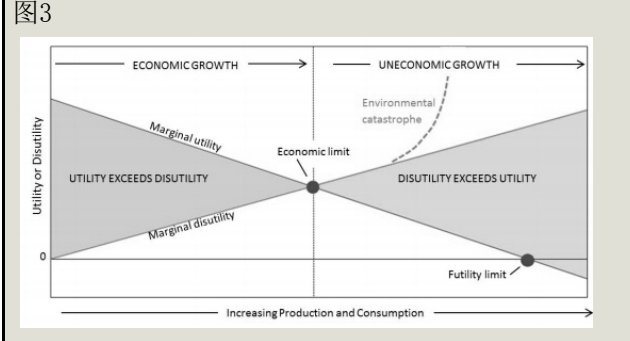 图3
ECONOMIC GROWTH
UNECONOMIC GROWTH
Environmental
catastrophe
Marginal utility
Economic limit
UTILITY EXCEEDS DISUTILITY
DISUTILITY EXCEEDS UTILITY
Marginal disutility
Utility or Disutility
0
Futility limit
Increasing Production and Consumption